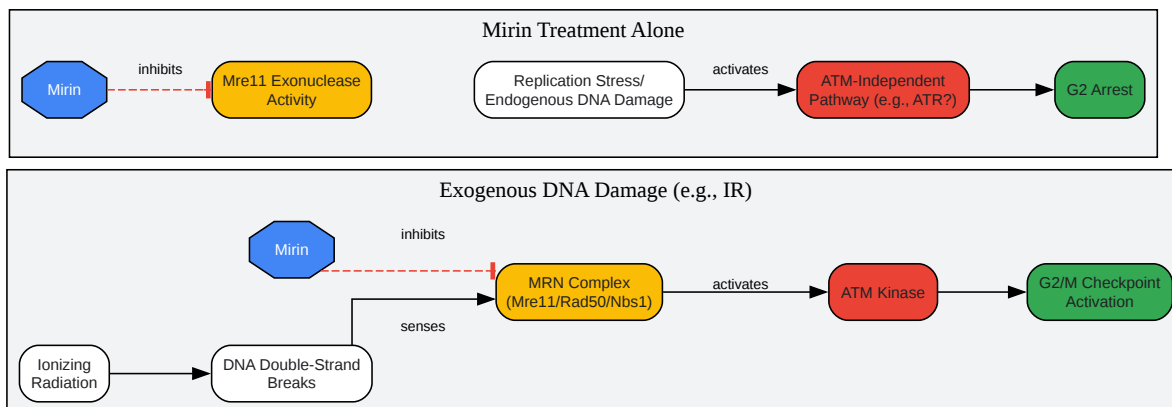 Mirin Treatment Alone
Mirin
inhibits
Mre11 Exonuclease
Activity
Replication Stress/
Endogenous DNA Damage
activates
ATM-Independent
Pathway (e.g., ATR?)
G2 Arrest
Exogenous DNA Damage (e.g., IR)
Mirin
inhibits
MRN Complex
(Mre11/Rad50/Nbs1)
activates
ATM Kinase
G2/M Checkpoint
Activation
senses
Ionizing
Radiation
DNA Double-Strand
Breaks